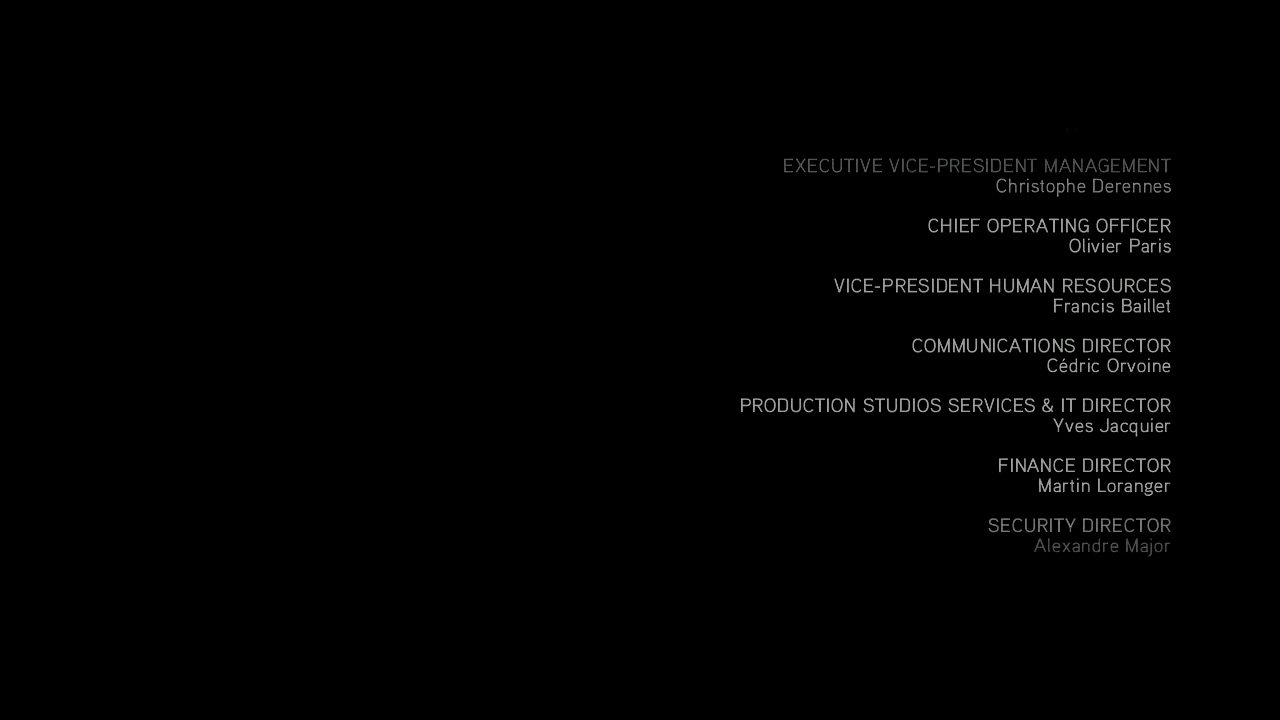 EXECUTIVE VICE-PRESIDENT MANAGEMENT
Christophe Derennes
CHIEF OPERATING OFFICER
Olivier Paris
VICE-PRESIDENT HUMAN RESOURCES
Francis Baillet
COMMUNICATIONS DIRECTOR
Cédric Orvoine
PRODUCTION STUDIOS SERVICES & IT DIRECTOR
Yves Jacquier
FINANCE DIRECTOR
Martin Loranger
SECURITY DIRECTOR
Alexandre Major